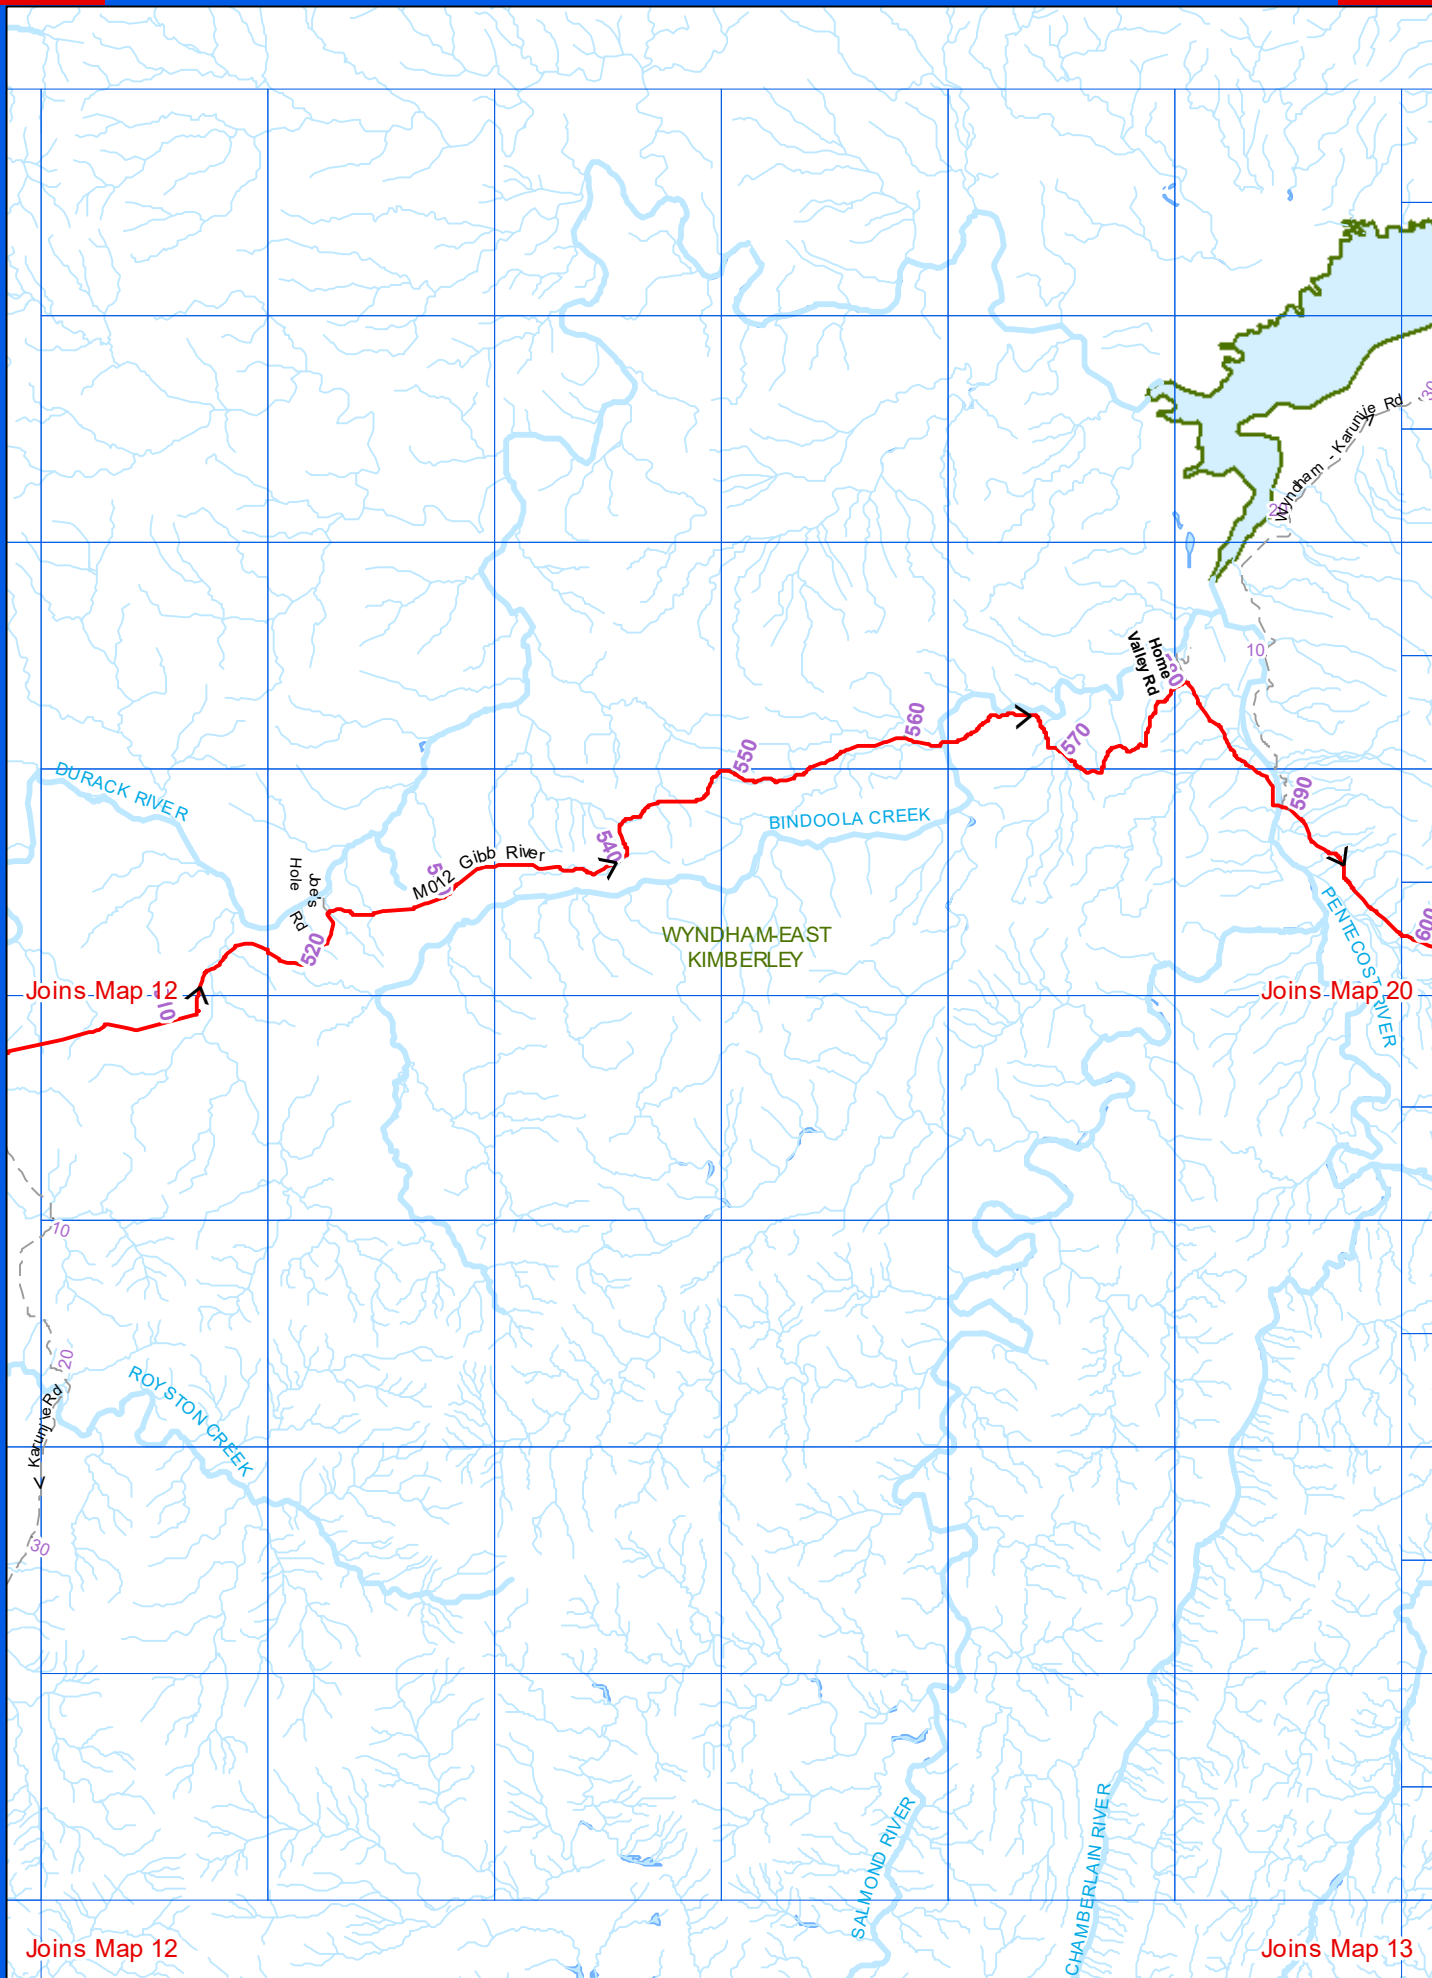 Wyndham - Karunjie Rd
10
Home
Valley Rd
560
550
570
590
DURACK RIVER
BINDOOLA CREEK
540
M012 Gibb River
Joe's
Hole
Rd
520
PENTECOST RIVER
600
WYNDHAM-EAST
KIMBERLEY
Joins Map 12
Joins Map 20
10
20
ROYSTON CREEK
Karunjie Rd
30
SALMOND RIVER
CHAMBERLAIN RIVER
Joins Map 12
Joins Map 13